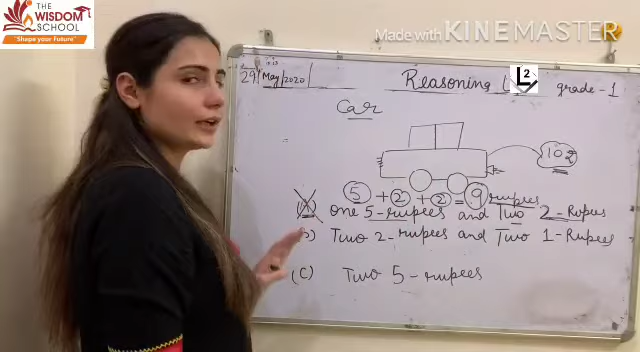 THE
WISDOM
SCHOOL
"Shape your Future"
Made with KINEMASTER
29/May/2020
Reasoning L2 grade-1
Car
102
5 + 2 + 2 = 9 rupees
one 5-rupees and Two 2-Rupees
(b) Two 2-rupees and Two 1-Rupees
(C) Two 5-rupees